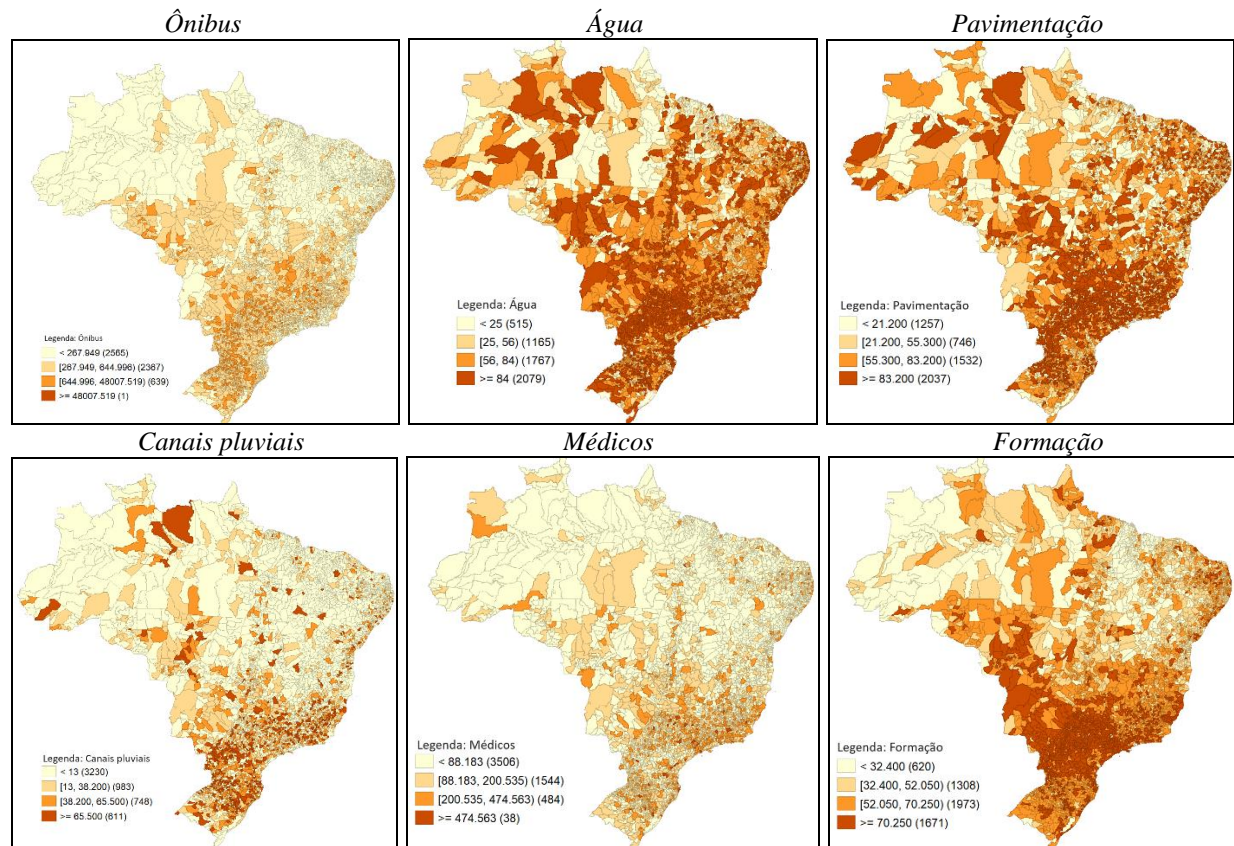 Ônibus
Água
Pavimentação
Legenda: Ônibus
< 267.949 (2565)
[267.949, 644.996) (2367)
[644.996, 48007.519) (639)
>= 48007.519 (1)
Legenda: Água
< 25 (515)
[25, 56) (1165)
[56, 84) (1767)
>= 84 (2079)
Legenda: Pavimentação
< 21.200 (1257)
[21.200, 55.300) (746)
[55.300, 83.200) (1532)
>= 83.200 (2037)
Canais pluviais
Médicos
Formação
Legenda: Canais pluviais
< 13 (3230)
[13, 38.200) (983)
[38.200, 65.500) (748)
>= 65.500 (611)
Legenda: Médicos
< 88.183 (3506)
[88.183, 200.535) (1544)
[200.535, 474.563) (484)
>= 474.563 (38)
Legenda: Formação
< 32.400 (620)
[32.400, 52.050) (1308)
[52.050, 70.250) (1973)
>= 70.250 (1671)